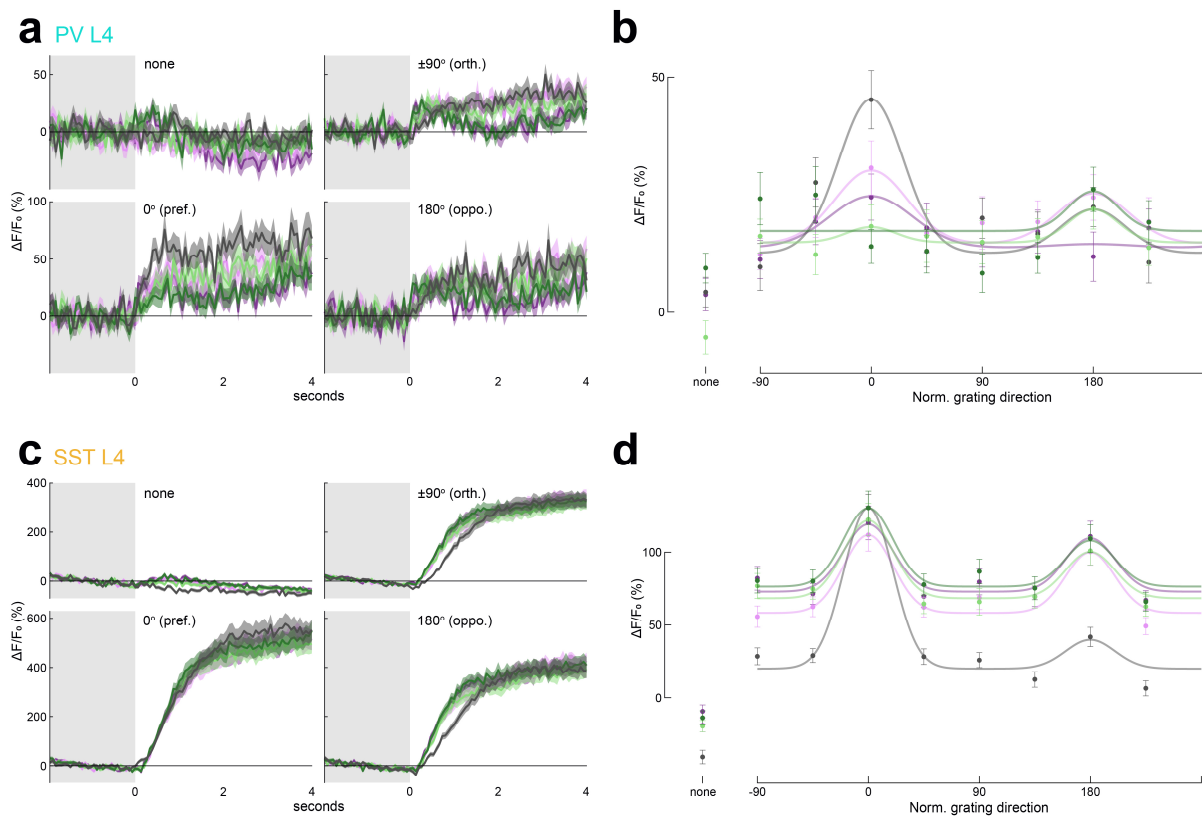 a PV L4
none
±90° (orth.)
50
0
0° (pref.)
180° (oppo.)
100
50
0
ΔF/F₀ (%)
0 2 4
0 2 4
seconds
b
50
0
ΔF/F₀ (%)
none
-90 0 90 180
Norm. grating direction
c SST L4
none
±90° (orth.)
400
200
0
0° (pref.)
180° (oppo.)
600
400
200
0
ΔF/F₀ (%)
0 2 4
0 2 4
seconds
d
100
50
0
ΔF/F₀ (%)
none
-90 0 90 180
Norm. grating direction